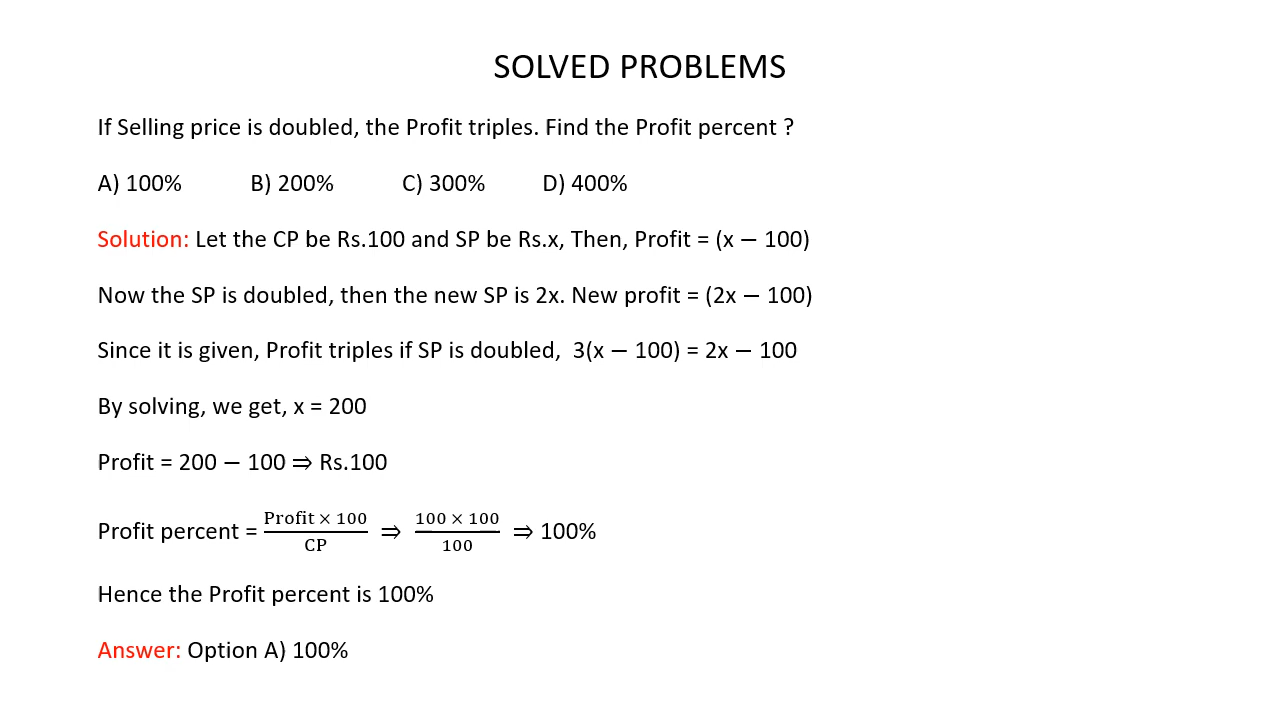 SOLVED PROBLEMS
If Selling price is doubled, the Profit triples. Find the Profit percent ?
A) 100% B) 200% C) 300% D) 400%
Solution: Let the CP be Rs.100 and SP be Rs.x, Then, Profit = (x − 100)
Now the SP is doubled, then the new SP is 2x. New profit = (2x − 100)
Since it is given, Profit triples if SP is doubled, 3(x − 100) = 2x − 100
By solving, we get, x = 200
Profit = 200 − 100 ⇒ Rs.100
Profit percent = Profit × 100 / CP ⇒ 100 × 100 / 100 ⇒ 100%
Hence the Profit percent is 100%
Answer: Option A) 100%